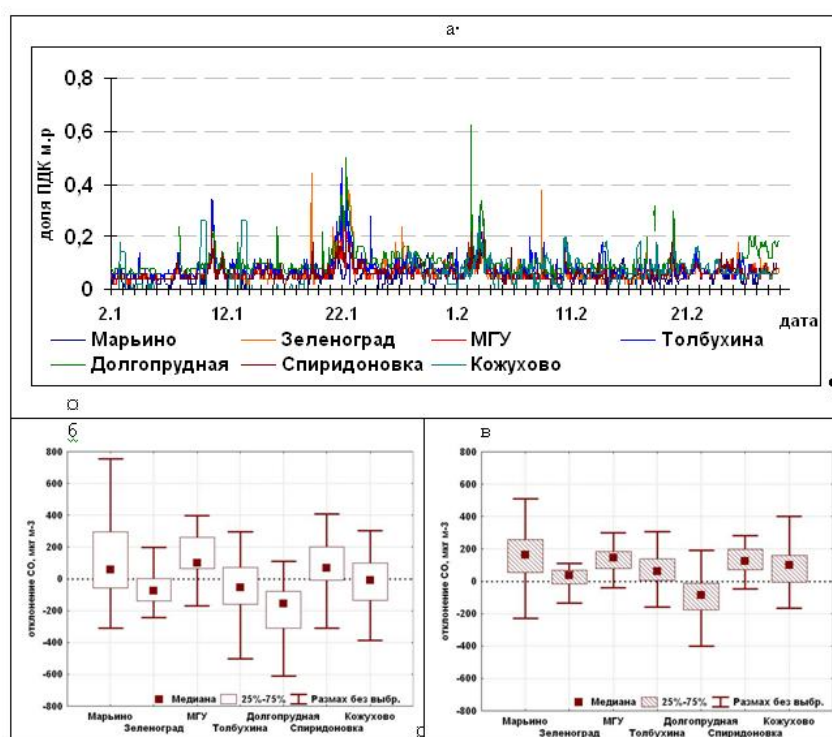 а·
доля ПДК м.р
0,8
0,6
0,4
0,2
0
2.1 12.1 22.1 1.2 11.2 21.2
дата
Марьино Зеленоград МГУ Толбухина
Долгопрудная Спиридоновка Кожухово
б
отклонение СО, мкг м-3
800
600
400
200
0
-200
-400
-600
-800
Медиана 25%-75% Размах без выбр.
Марьино МГУ Долгопрудная Кожухово
Зеленоград Толбухина Спиридоновка
в
отклонение СО, мкг м-3
800
600
400
200
0
-200
-400
-600
-800
Медиана 25%-75% Размах без выбр.
Марьино МГУ Долгопрудная Кожухово
Зеленоград Толбухина Спиридоновка